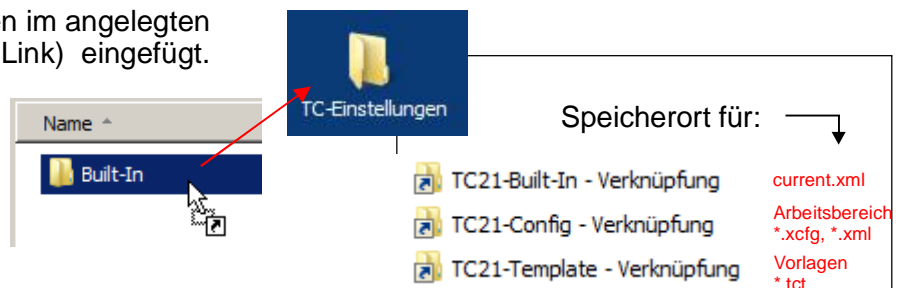 en im angelegten
Link) eingefügt.
TC-Einstellungen
Name
Built-In
Speicherort für:
TC21-Built-In - Verknüpfung
current.xml
TC21-Config - Verknüpfung
Arbeitsbereich
*.xcfg, *.xml
TC21-Template - Verknüpfung
Vorlagen
*.tct